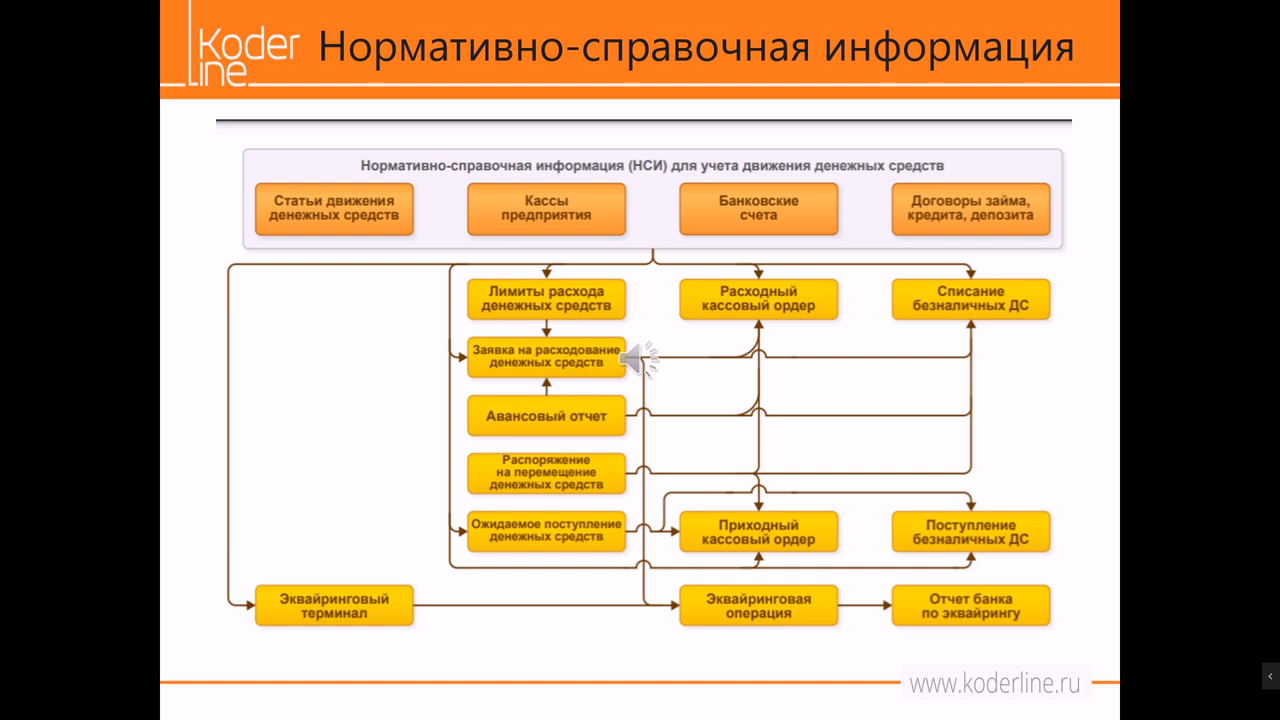 Koder
line
Нормативно-справочная информация
Нормативно-справочная информация (НСИ) для учета движения денежных средств
Статьи движения
денежных средств
Кассы
предприятия
Банковские
счета
Договоры займа,
кредита, депозита
Лимиты расхода
денежных средств
Расходный
кассовый ордер
Списание
безналичных ДС
Заявка на расходование
денежных средств
Авансовый отчет
Распоряжение
на перемещение
денежных средств
Ожидаемое поступление
денежных средств
Приходный
кассовый ордер
Поступление
безналичных ДС
Эквайринговый
терминал
Эквайринговая
операция
Отчет банка
по эквайрингу
www.koderline.ru